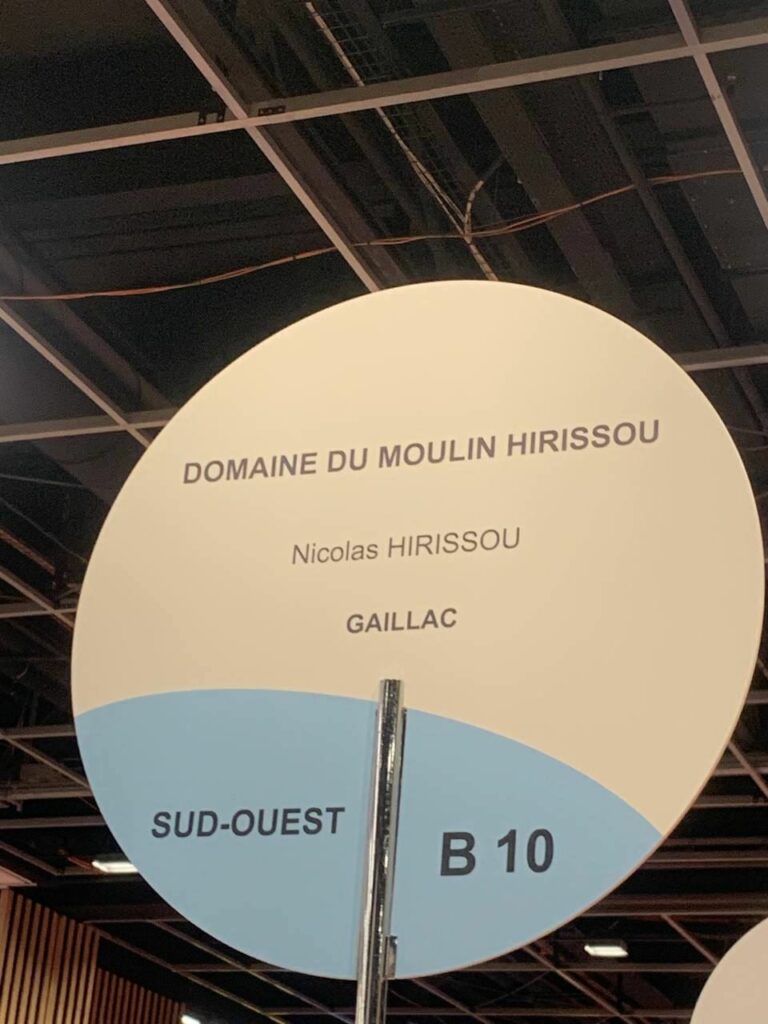 DOMAINE DU MOULIN HIRISSOU
Nicolas HIRISSOU
GAILLAC
SUD-OUEST
B 10